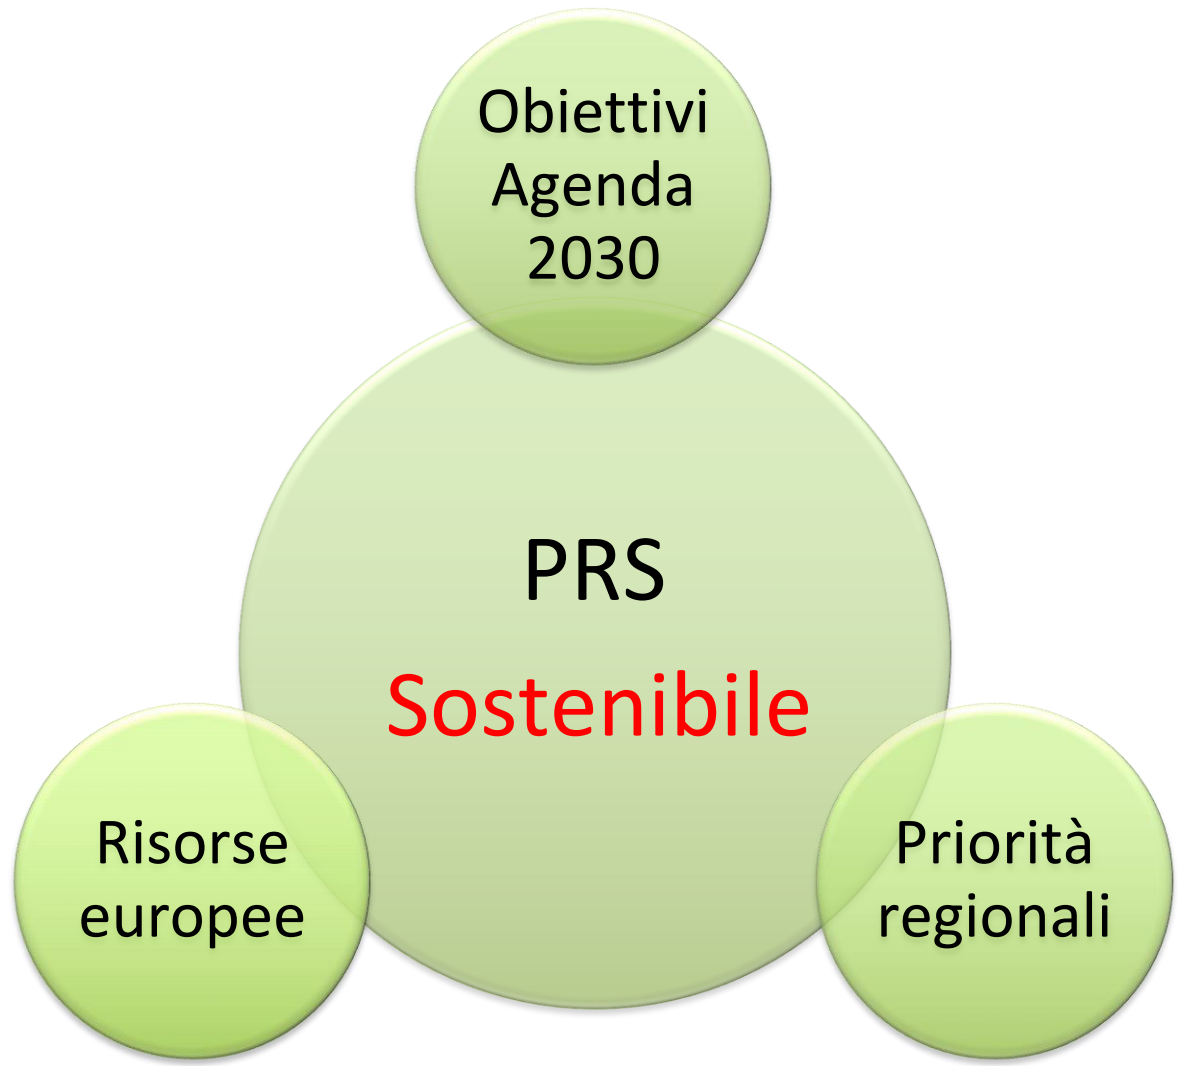 Obiettivi
Agenda
2030
PRS
Sostenibile
Risorse
europee
Priorità
regionali